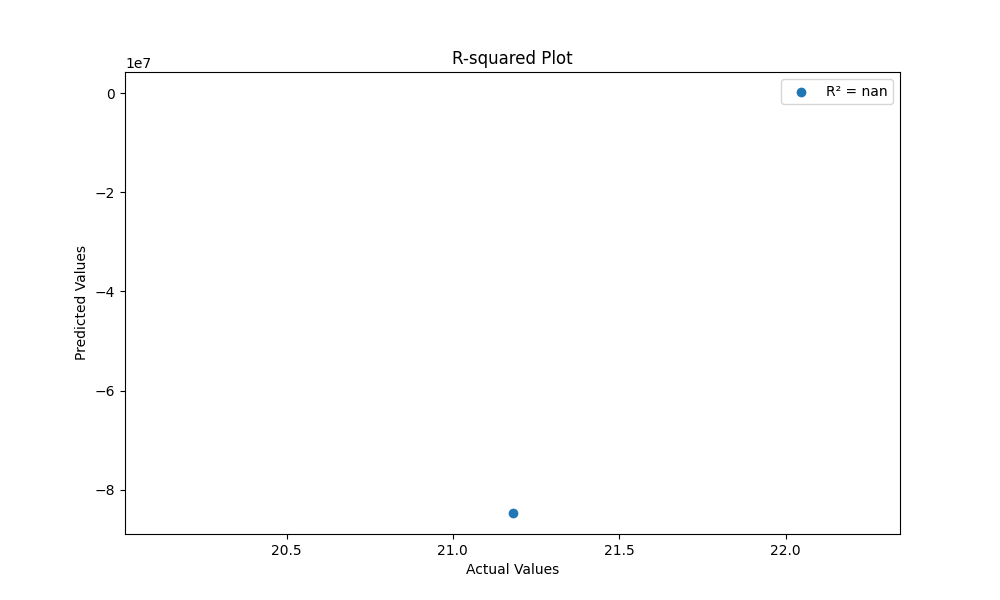 R-squared Plot
1e7
R² = nan
0
−2
−4
−6
−8
Predicted Values
20.5 21.0 21.5 22.0
Actual Values